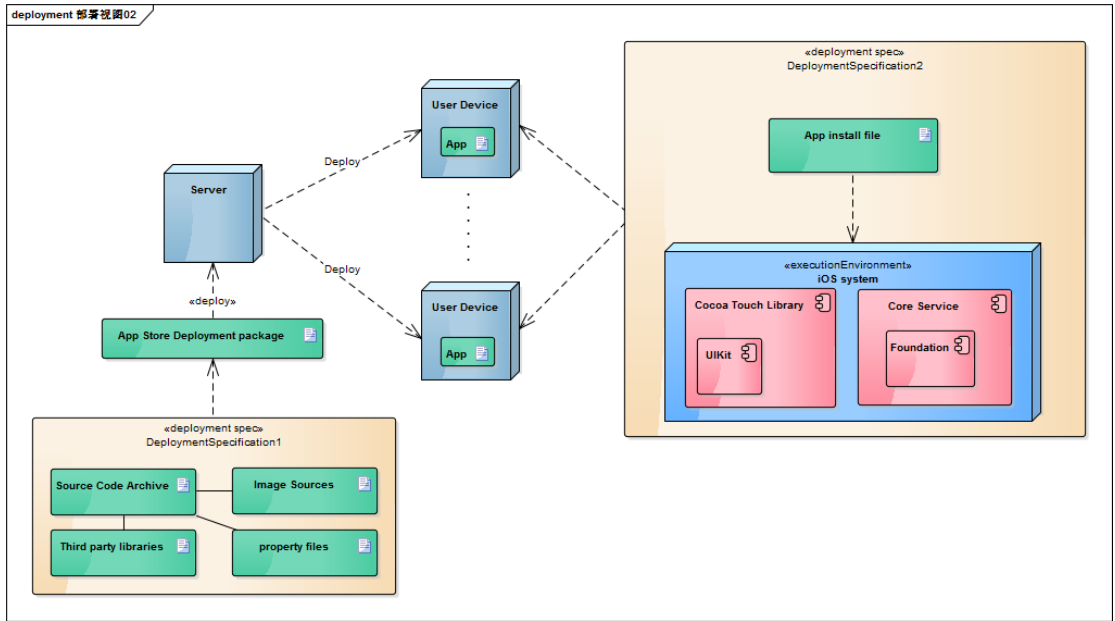 deployment 部署视图02
«deployment spec»
DeploymentSpecification2
User Device
App
App install file
Deploy
Server
«executionEnvironment»
iOS system
Deploy
«deploy»
Cocoa Touch Library
Core Service
User Device
App Store Deployment package
UIKit
Foundation
App
«deployment spec»
DeploymentSpecification1
Source Code Archive
Image Sources
Third party libraries
property files